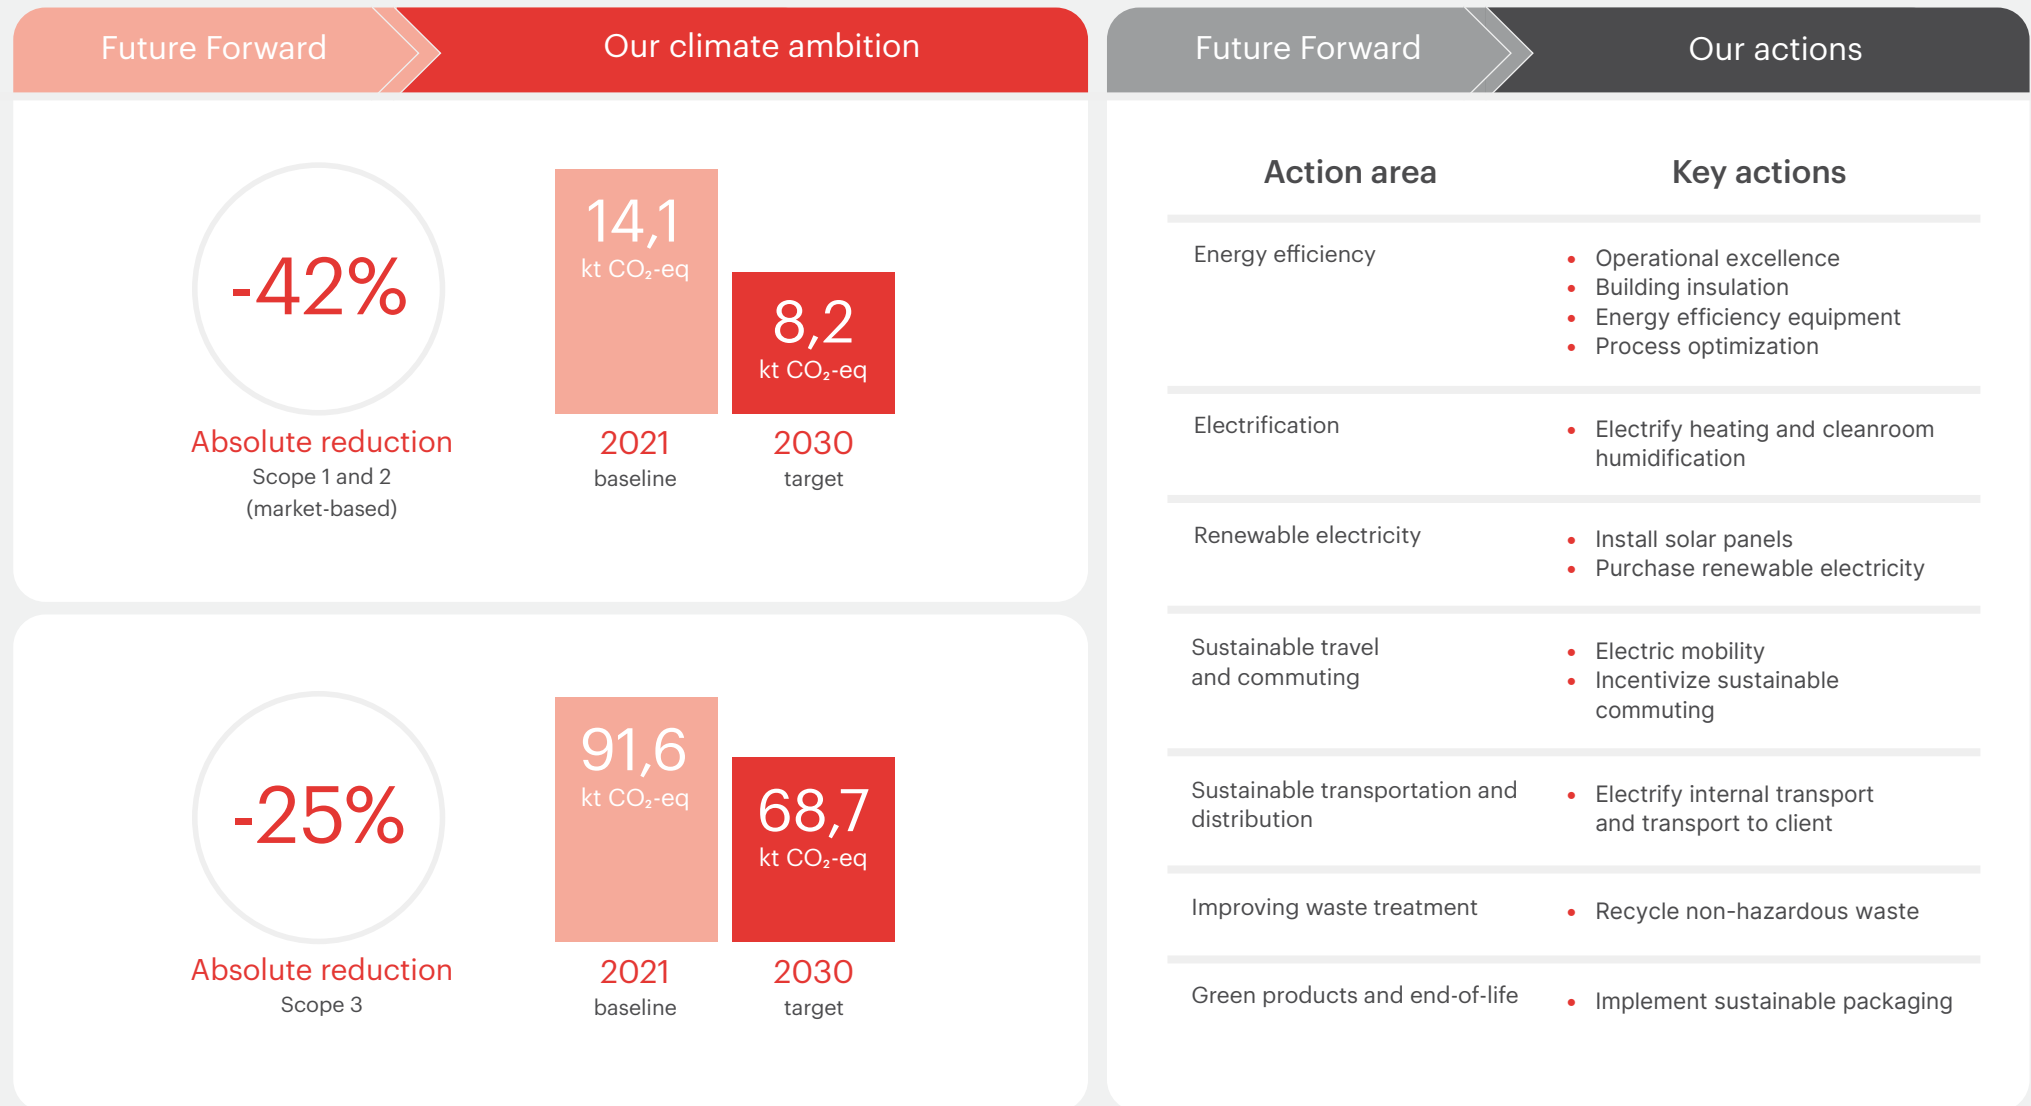 Future Forward
Our climate ambition
-42%
Absolute reduction
Scope 1 and 2
(market-based)
14,1
kt CO₂-eq
2021
baseline
8,2
kt CO₂-eq
2030
target
-25%
Absolute reduction
Scope 3
91,6
kt CO₂-eq
2021
baseline
68,7
kt CO₂-eq
2030
target
Future Forward
Our actions
Action area
Key actions
Energy efficiency
• Operational excellence
• Building insulation
• Energy efficiency equipment
• Process optimization
Electrification
• Electrify heating and cleanroom
humidification
Renewable electricity
• Install solar panels
• Purchase renewable electricity
Sustainable travel
and commuting
• Electric mobility
• Incentivize sustainable
commuting
Sustainable transportation and
distribution
• Electrify internal transport
and transport to client
Improving waste treatment
• Recycle non-hazardous waste
Green products and end-of-life
• Implement sustainable packaging